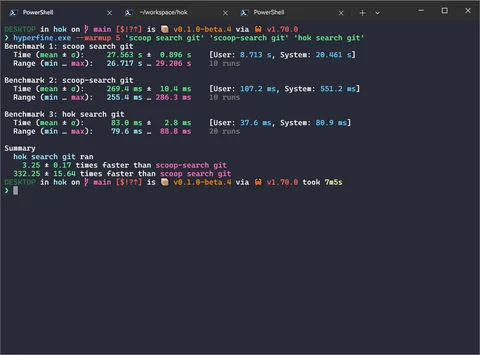 PowerShell
~/workspace/hok
PowerShell
DESKTOP in hok on main [$!?↑] is v0.1.0-beta.4 via v1.70.0
❯ hyperfine.exe --warmup 5 'scoop search git' 'scoop-search git' 'hok search git'
Benchmark 1: scoop search git
Time (mean ± σ): 27.563 s ± 0.896 s [User: 8.713 s, System: 20.461 s]
Range (min … max): 26.717 s … 29.206 s 10 runs
Benchmark 2: scoop-search git
Time (mean ± σ): 269.4 ms ± 10.4 ms [User: 107.2 ms, System: 551.2 ms]
Range (min … max): 255.4 ms … 286.3 ms 10 runs
Benchmark 3: hok search git
Time (mean ± σ): 83.0 ms ± 2.8 ms [User: 37.6 ms, System: 80.9 ms]
Range (min … max): 79.6 ms … 88.8 ms 20 runs
Summary
hok search git ran
3.25 ± 0.17 times faster than scoop-search git
332.25 ± 15.64 times faster than scoop search git
DESKTOP in hok on main [$!?↑] is v0.1.0-beta.4 via v1.70.0 took 7m5s
❯